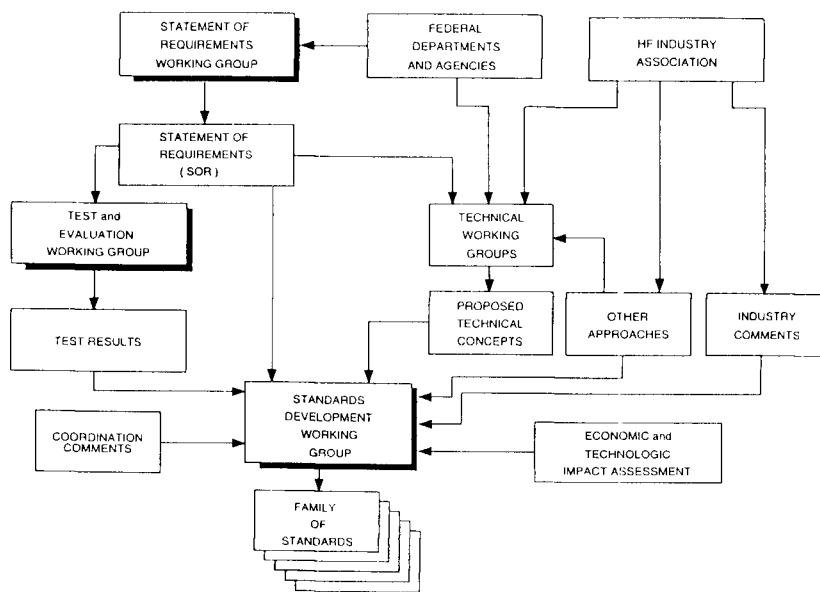 STATEMENT OF
REQUIREMENTS
WORKING GROUP
FEDERAL
DEPARTMENTS
AND AGENCIES
HF INDUSTRY
ASSOCIATION
STATEMENT OF
REQUIREMENTS
( SOR )
TEST and
EVALUATION
WORKING GROUP
TECHNICAL
WORKING
GROUPS
TEST RESULTS
PROPOSED
TECHNICAL
CONCEPTS
OTHER
APPROACHES
INDUSTRY
COMMENTS
STANDARDS
DEVELOPMENT
WORKING
GROUP
COORDINATION
COMMENTS
ECONOMIC and
TECHNOLOGIC
IMPACT ASSESSMENT
FAMILY
OF
STANDARDS